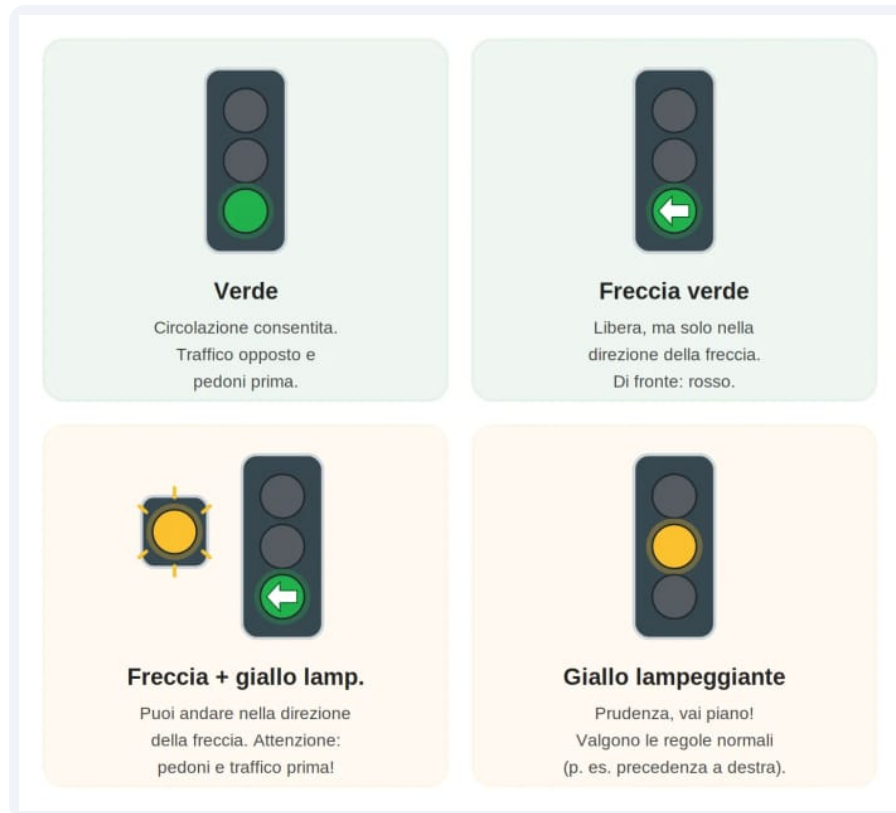 Verde
Circolazione consentita.
Traffico opposto e
pedoni prima.
Freccia verde
Libera, ma solo nella
direzione della freccia.
Di fronte: rosso.
Freccia + giallo lamp.
Puoi andare nella direzione
della freccia. Attenzione:
pedoni e traffico prima!
Giallo lampeggiante
Prudenza, vai piano!
Valgono le regole normali
(p. es. precedenza a destra).